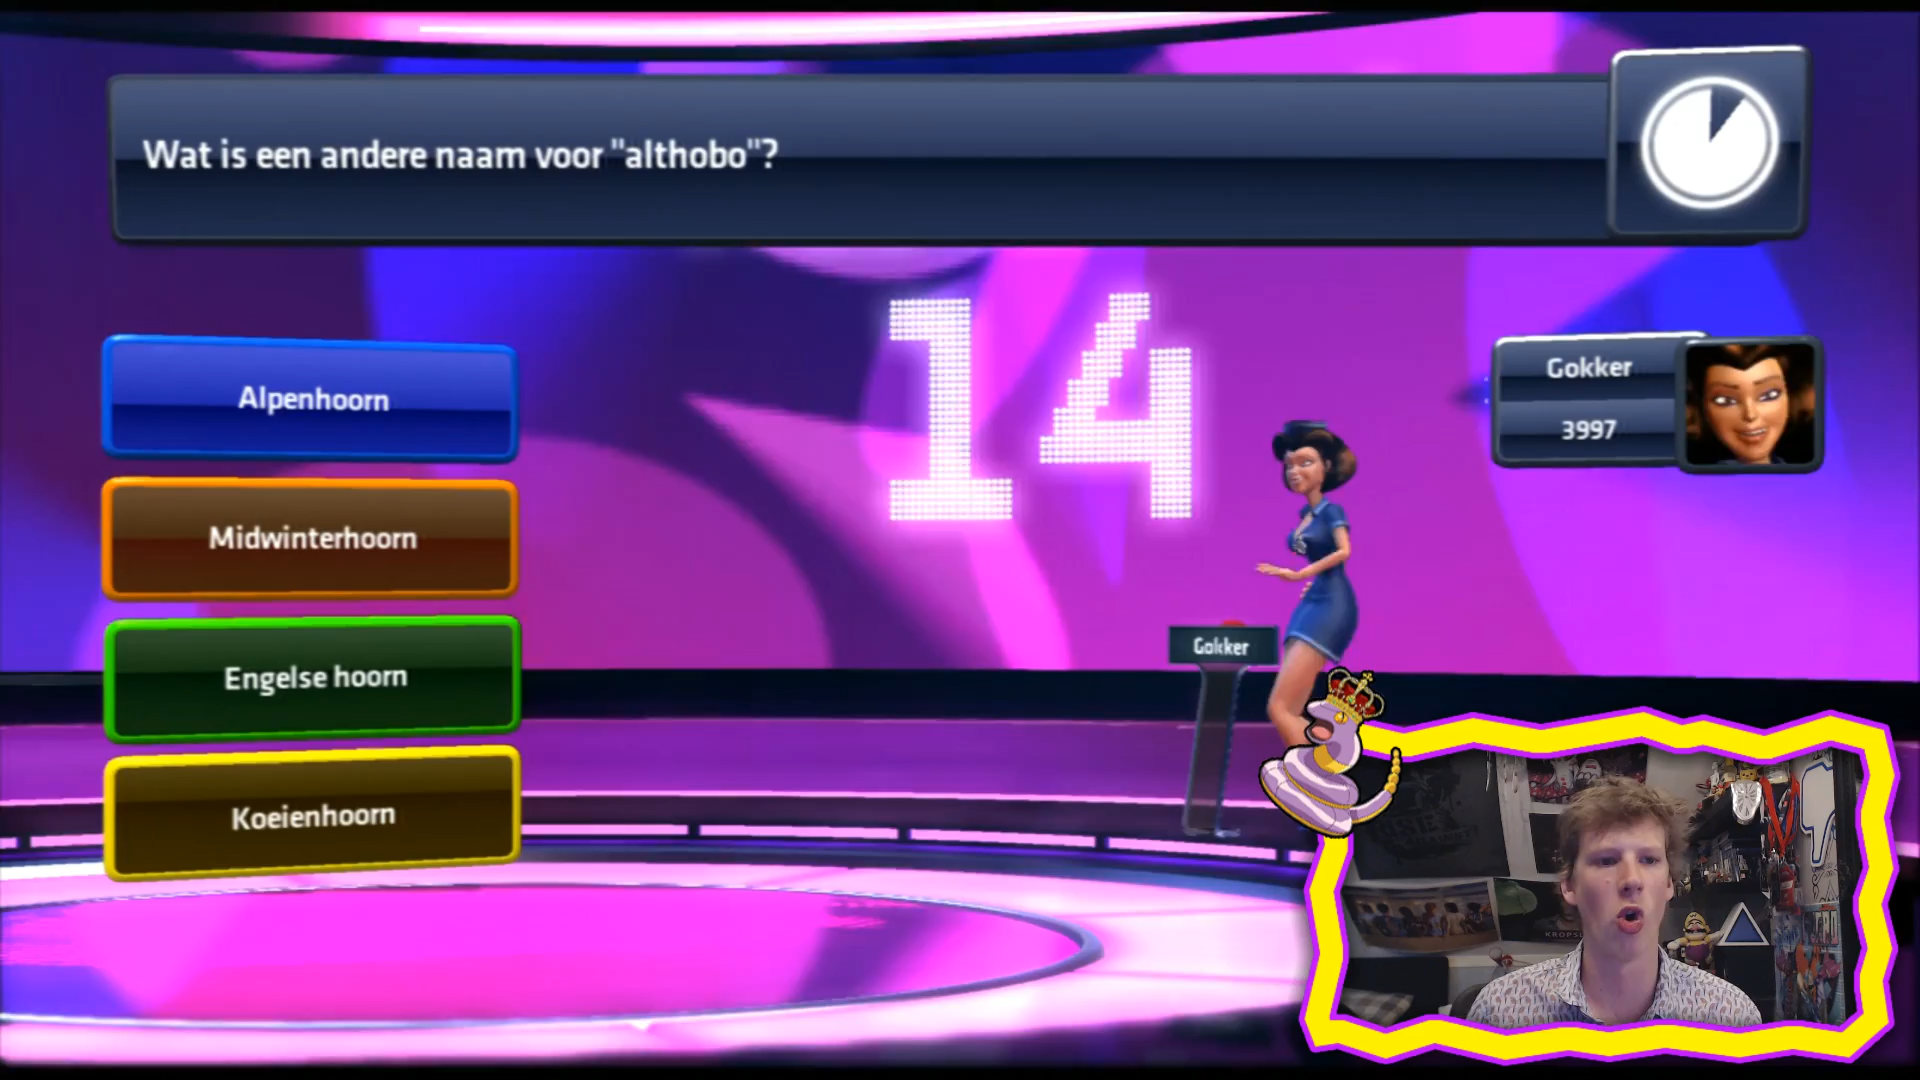 Wat is een andere naam voor "althobo"?
14
Alpenhoorn
Midwinterhoorn
Engelse hoorn
Koeienhoorn
Gokker
3997
Gokker